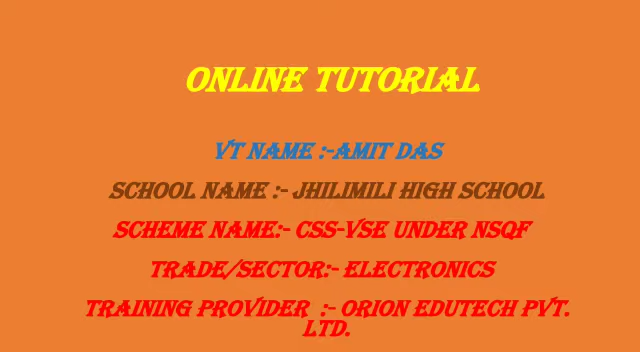 ONLINE TUTORIAL
VT NAME :-AMIT DAS
SCHOOL NAME :- JHILIMILI HIGH SCHOOL
SCHEME NAME:- CSS-VSE UNDER NSQF
TRADE/SECTOR:- ELECTRONICS
TRAINING PROVIDER :- ORION EDUTECH PVT.
LTD.